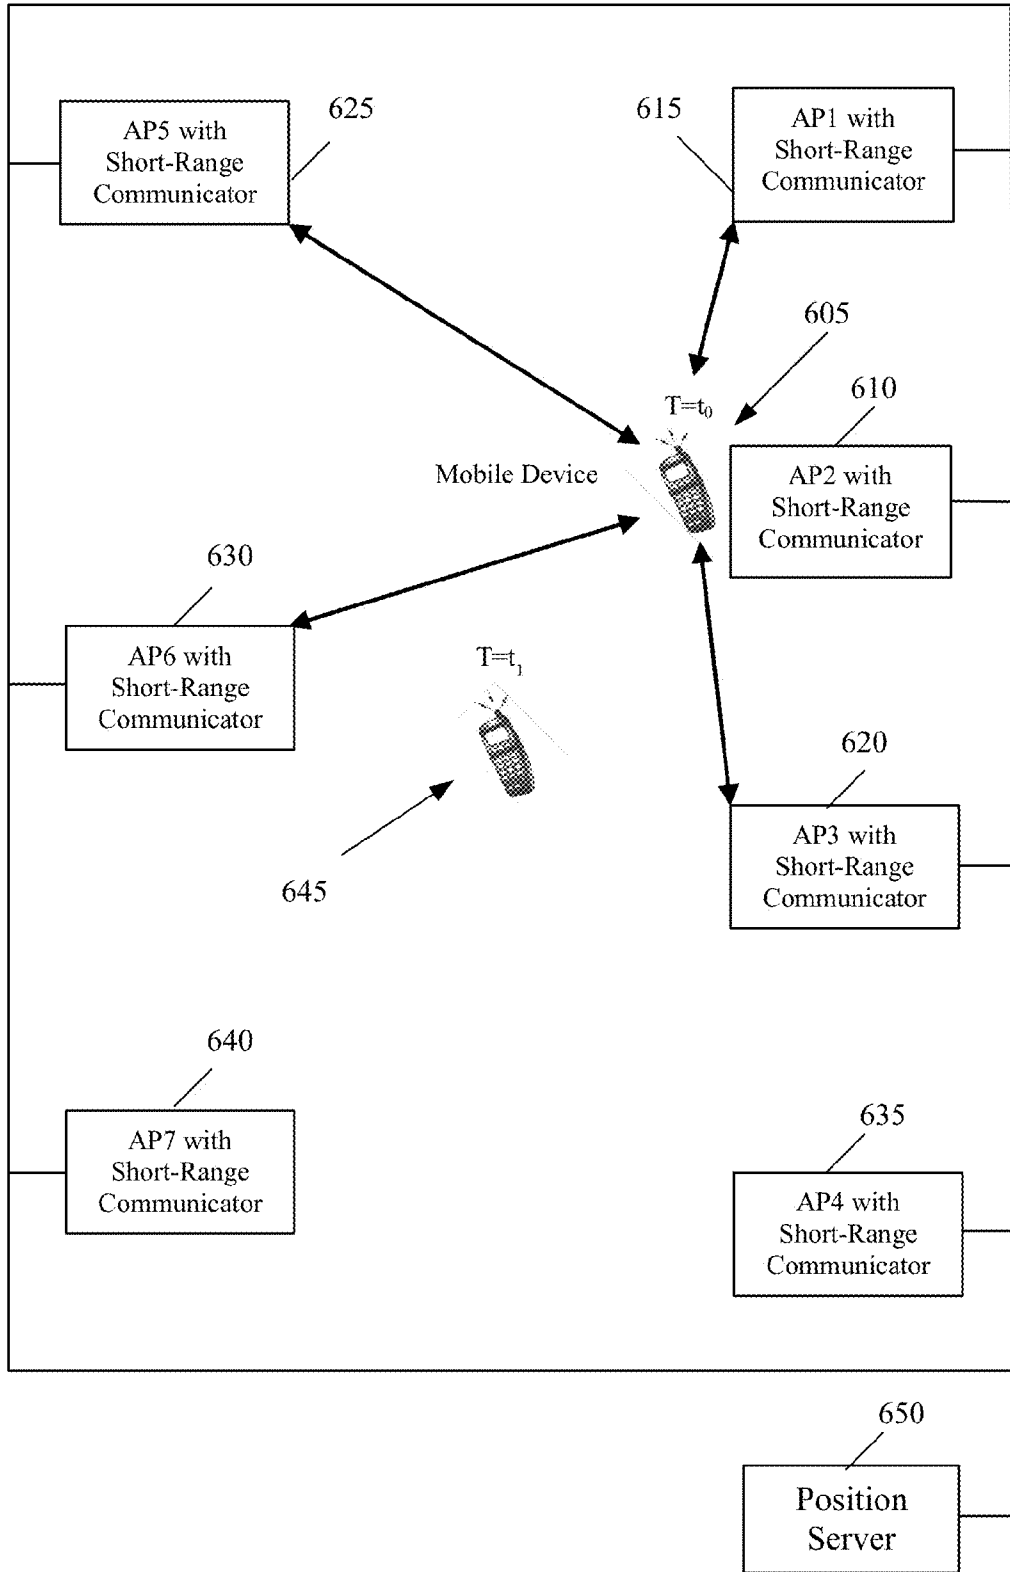 625
615
AP5 with
Short-Range
Communicator
AP1 with
Short-Range
Communicator
605
T=t0
610
Mobile Device
AP2 with
Short-Range
Communicator
630
AP6 with
Short-Range
Communicator
T=t1
620
AP3 with
Short-Range
Communicator
645
640
AP7 with
Short-Range
Communicator
635
AP4 with
Short-Range
Communicator
650
Position
Server